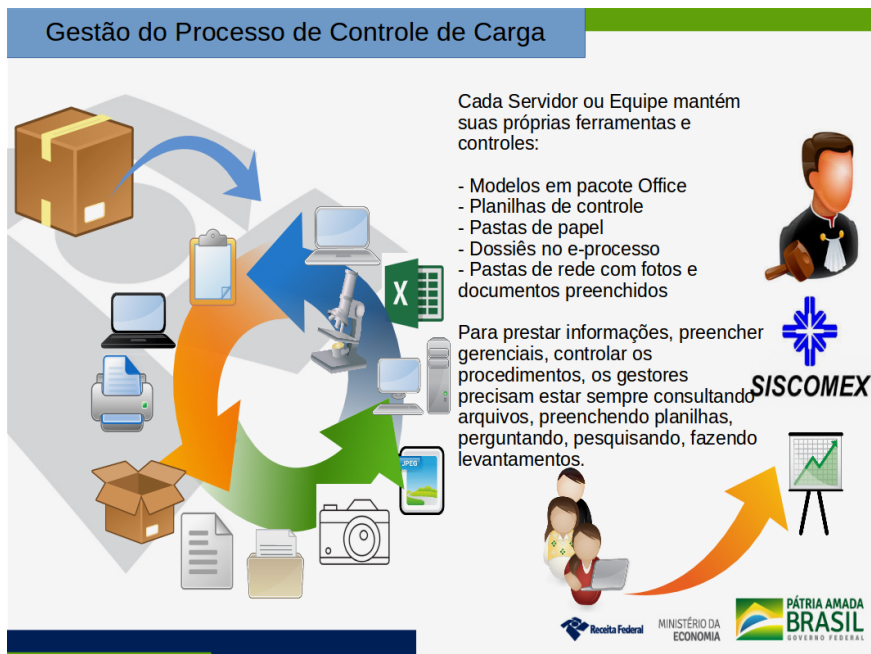 Gestão do Processo de Controle de Carga
Cada Servidor ou Equipe mantém
suas próprias ferramentas e
controles:
- Modelos em pacote Office
- Planilhas de controle
- Pastas de papel
- Dossiês no e-processo
- Pastas de rede com fotos e
documentos preenchidos
Para prestar informações, preencher
gerenciais, controlar os
procedimentos, os gestores
precisam estar sempre consultando
arquivos, preenchendo planilhas,
perguntando, pesquisando, fazendo
levantamentos.
SISCOMEX
X
JPEG
Receita Federal
MINISTÉRIO DA
ECONOMIA
PÁTRIA AMADA
BRASIL
GOVERNO FEDERAL